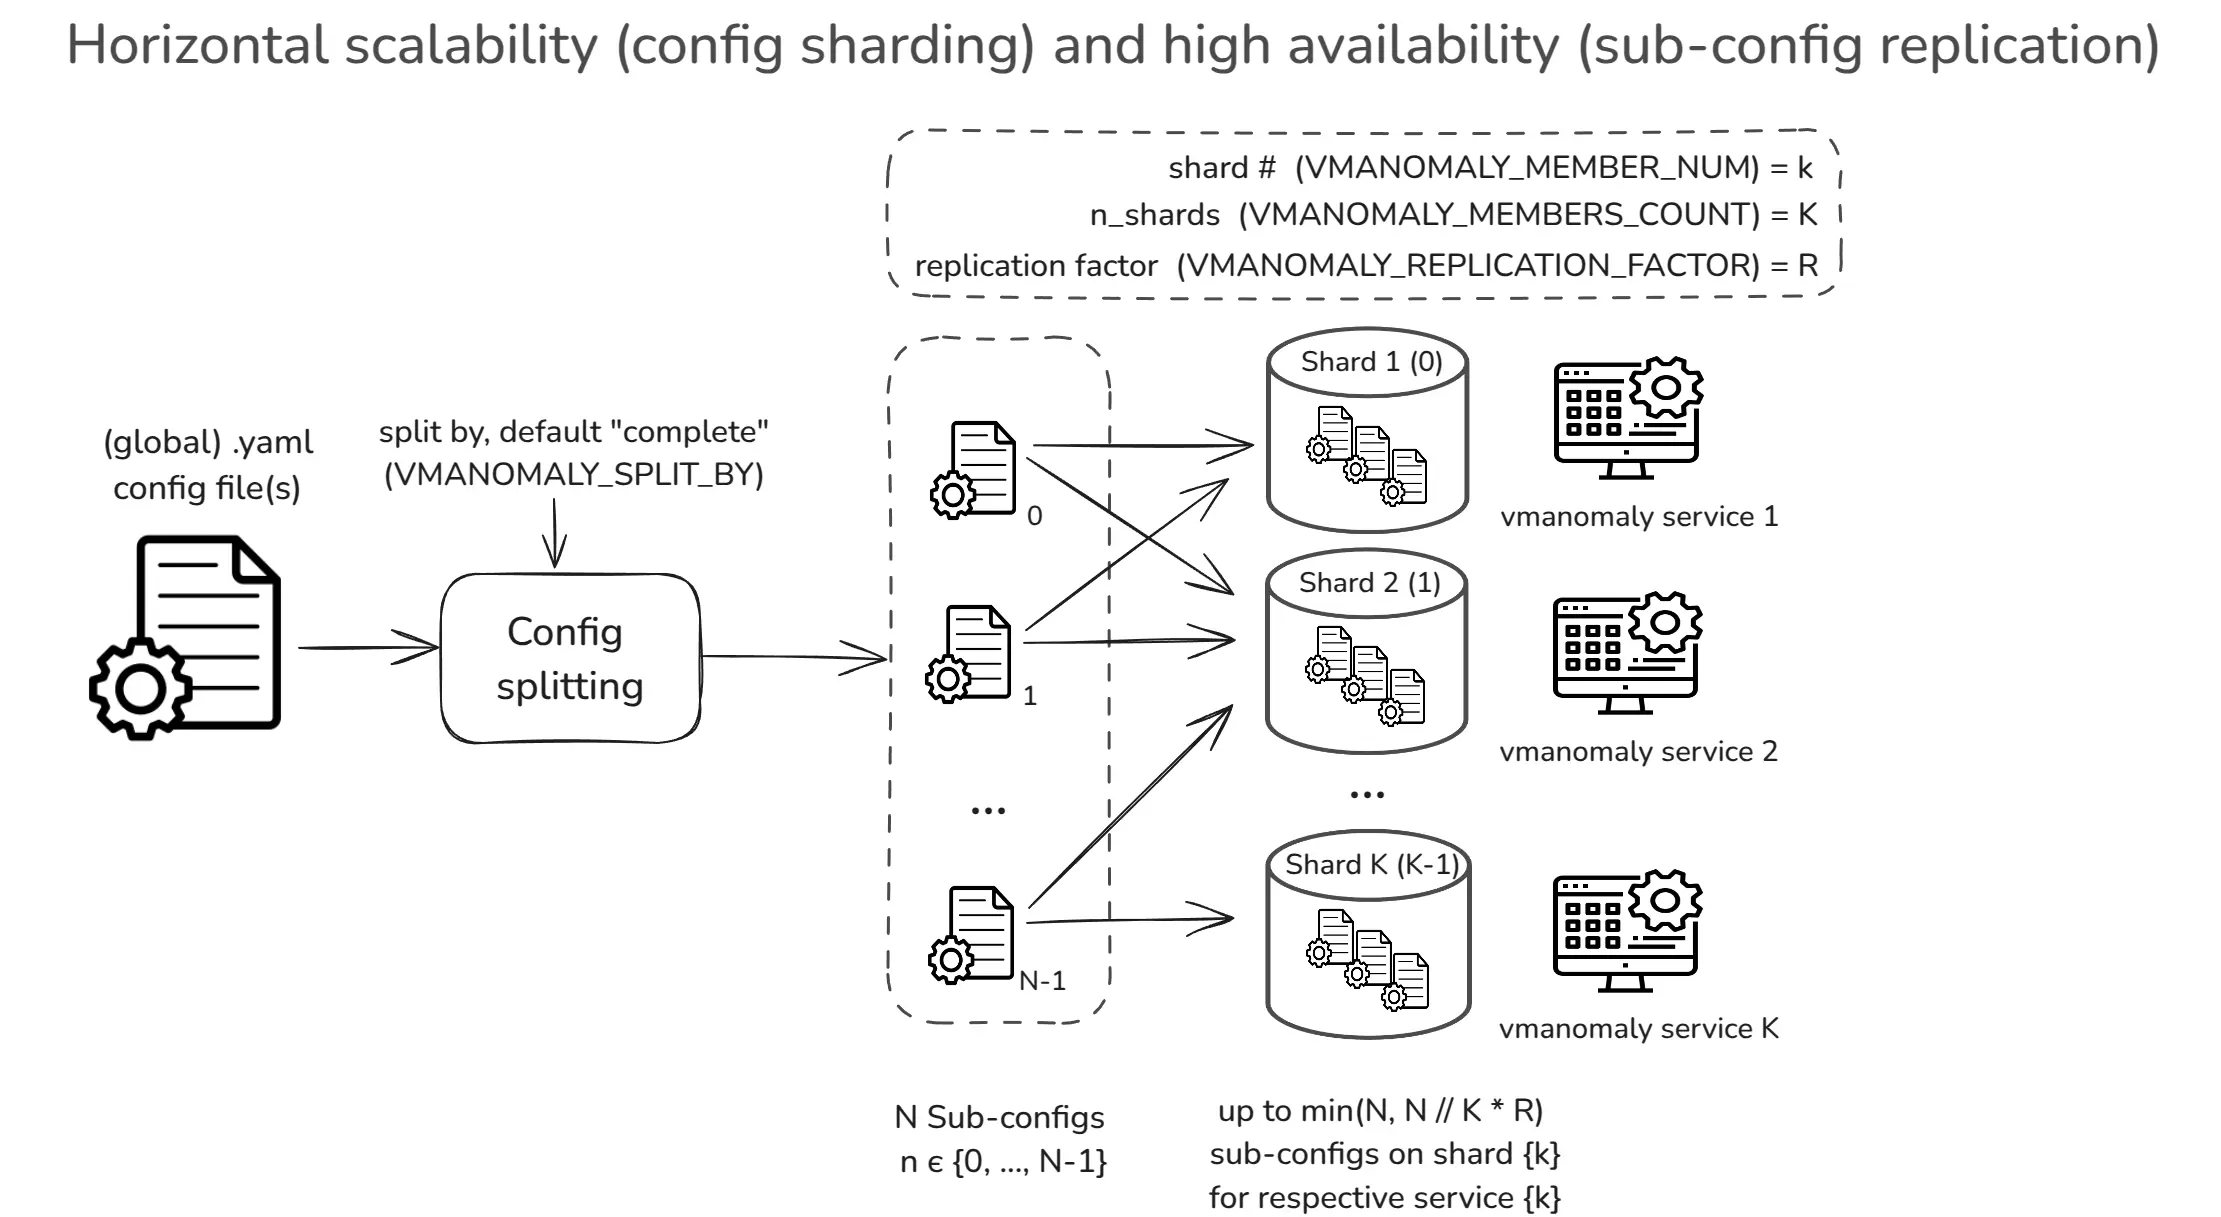 Horizontal scalability (config sharding) and high availability (sub-config replication)
shard # (VMANOMALY_MEMBER_NUM) = k
n_shards (VMANOMALY_MEMBERS_COUNT) = K
replication factor (VMANOMALY_REPLICATION_FACTOR) = R
(global) .yaml
config file(s)
split by, default "complete"
(VMANOMALY_SPLIT_BY)
Config
splitting
0
1
...
N-1
Shard 1 (0)
vmanomaly service 1
Shard 2 (1)
vmanomaly service 2
...
Shard K (K-1)
vmanomaly service K
N Sub-configs
n ϵ {0, ..., N-1}
up to min(N, N // K * R)
sub-configs on shard {k}
for respective service {k}